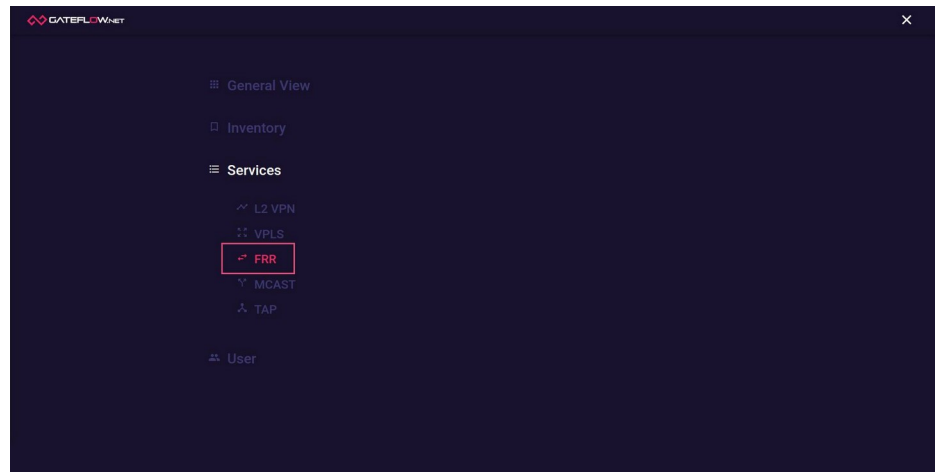 GATEFLOW.NET
General View
Inventory
Services
L2 VPN
VPLS
FRR
MCAST
TAP
User